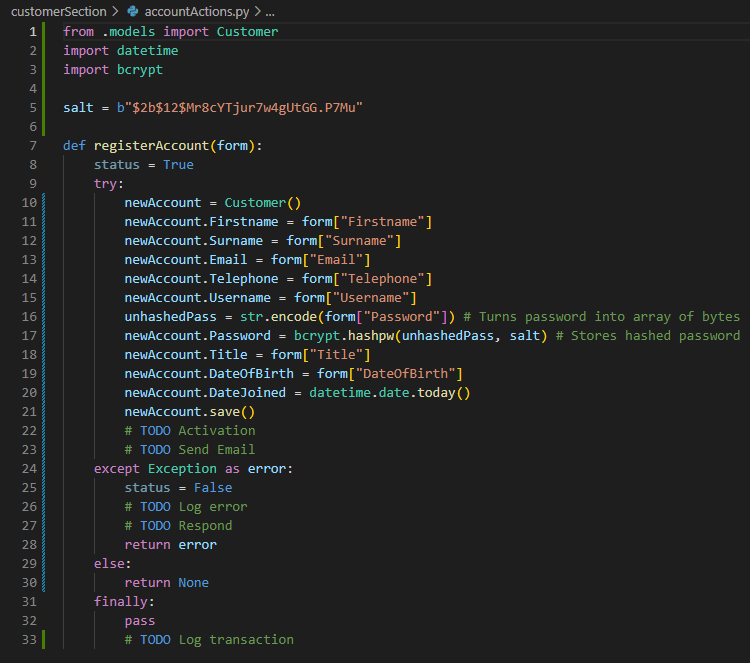 customerSection > accountActions.py > ...
1 from .models import Customer
2 import datetime
3 import bcrypt
4
5 salt = b"$2b$12$Mr8cYTjur7w4gUtGG.P7Mu"
6
7 def registerAccount(form):
8     status = True
9     try:
10         newAccount = Customer()
11         newAccount.Firstname = form["Firstname"]
12         newAccount.Surname = form["Surname"]
13         newAccount.Email = form["Email"]
14         newAccount.Telephone = form["Telephone"]
15         newAccount.Username = form["Username"]
16         unhashedPass = str.encode(form["Password"]) # Turns password into array of bytes
17         newAccount.Password = bcrypt.hashpw(unhashedPass, salt) # Stores hashed password
18         newAccount.Title = form["Title"]
19         newAccount.DateOfBirth = form["DateOfBirth"]
20         newAccount.DateJoined = datetime.date.today()
21         newAccount.save()
22         # TODO Activation
23         # TODO Send Email
24     except Exception as error:
25         status = False
26         # TODO Log error
27         # TODO Respond
28         return error
29     else:
30         return None
31     finally:
32         pass
33         # TODO Log transaction